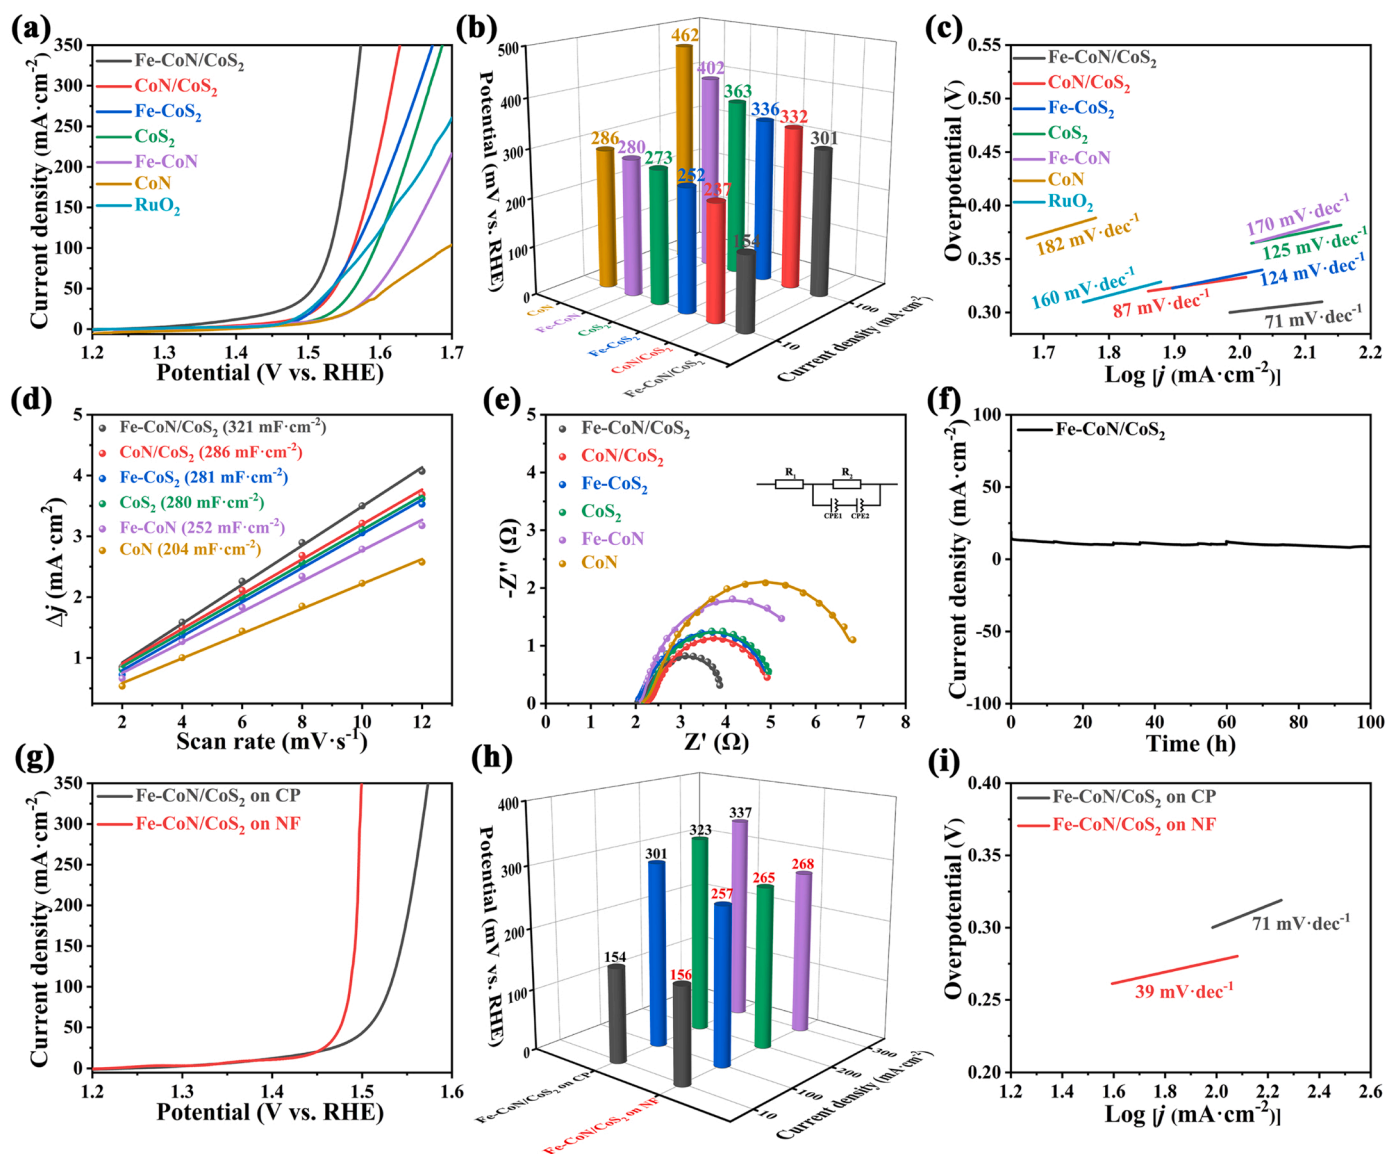 (a)
350
300
250
200
150
100
50
0
Current density (mA·cm⁻²)
Fe-CoN/CoS₂
CoN/CoS₂
Fe-CoS₂
CoS₂
Fe-CoN
CoN
RuO₂
1.2 1.3 1.4 1.5 1.6 1.7
Potential (V vs. RHE)
(b)
500
400
300
200
100
0
Potential (mV vs. RHE)
462
402
363
336
332
301
286
280
273
252
237
154
CoN
Fe-CoN
CoS₂
Fe-CoS₂
CoN/CoS₂
Fe-CoN/CoS₂
10
100
Current density (mA·cm⁻²)
(c)
0.55
0.50
0.45
0.40
0.35
0.30
Overpotential (V)
Fe-CoN/CoS₂
CoN/CoS₂
Fe-CoS₂
CoS₂
Fe-CoN
CoN
RuO₂
182 mV·dec⁻¹
170 mV·dec⁻¹
125 mV·dec⁻¹
160 mV·dec⁻¹
87 mV·dec⁻¹
124 mV·dec⁻¹
71 mV·dec⁻¹
1.7 1.8 1.9 2.0 2.1 2.2
Log [j (mA·cm⁻²)]
(d)
5
4
3
2
1
Δj (mA·cm²)
Fe-CoN/CoS₂ (321 mF·cm⁻²)
CoN/CoS₂ (286 mF·cm⁻²)
Fe-CoS₂ (281 mF·cm⁻²)
CoS₂ (280 mF·cm⁻²)
Fe-CoN (252 mF·cm⁻²)
CoN (204 mF·cm⁻²)
2 4 6 8 10 12
Scan rate (mV·s⁻¹)
(e)
5
4
3
2
1
0
-Z'' (Ω)
Fe-CoN/CoS₂
CoN/CoS₂
Fe-CoS₂
CoS₂
Fe-CoN
CoN
R₁ R₂
CPE1 CPE2
0 1 2 3 4 5 6 7 8
Z' (Ω)
(f)
100
50
0
-50
-100
Current density (mA·cm⁻²)
Fe-CoN/CoS₂
0 20 40 60 80 100
Time (h)
(g)
350
300
250
200
150
100
50
0
Current density (mA·cm⁻²)
Fe-CoN/CoS₂ on CP
Fe-CoN/CoS₂ on NF
1.2 1.3 1.4 1.5 1.6
Potential (V vs. RHE)
(h)
400
300
200
100
0
Potential (mV vs. RHE)
337
323
301
268
265
257
154
156
Fe-CoN/CoS₂ on CP
Fe-CoN/CoS₂ on NF
10
100
200
300
Current density (mA·cm⁻²)
(i)
0.40
0.35
0.30
0.25
0.20
Overpotential (V)
Fe-CoN/CoS₂ on CP
Fe-CoN/CoS₂ on NF
71 mV·dec⁻¹
39 mV·dec⁻¹
1.2 1.4 1.6 1.8 2.0 2.2 2.4 2.6
Log [j (mA·cm⁻²)]